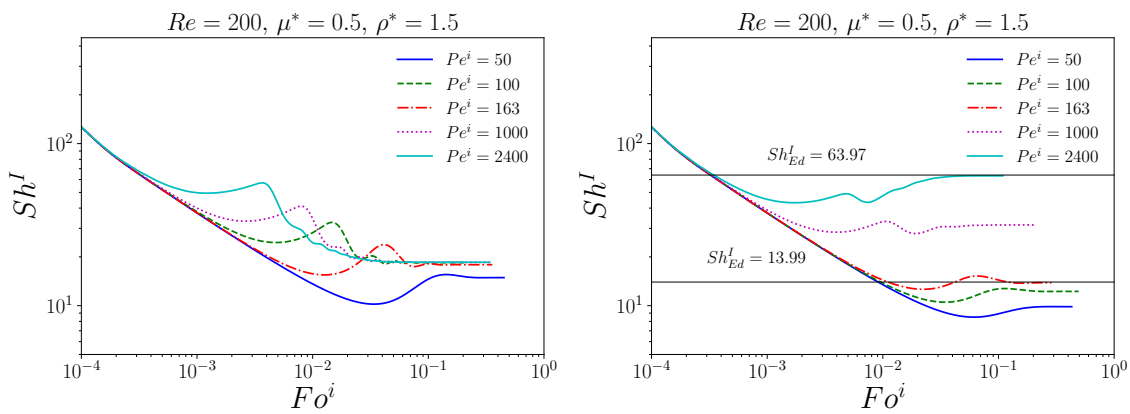 Re = 200, μ* = 0.5, ρ* = 1.5
Pe^i = 50
Pe^i = 100
Pe^i = 163
Pe^i = 1000
Pe^i = 2400
10^2
10^1
Sh^I
10^−4
10^−3
10^−2
10^−1
10^0
Fo^i
Re = 200, μ* = 0.5, ρ* = 1.5
Pe^i = 50
Pe^i = 100
Pe^i = 163
Pe^i = 1000
Pe^i = 2400
Sh^I_Ed = 63.97
Sh^I_Ed = 13.99
10^2
10^1
Sh^I
10^−4
10^−3
10^−2
10^−1
10^0
Fo^i